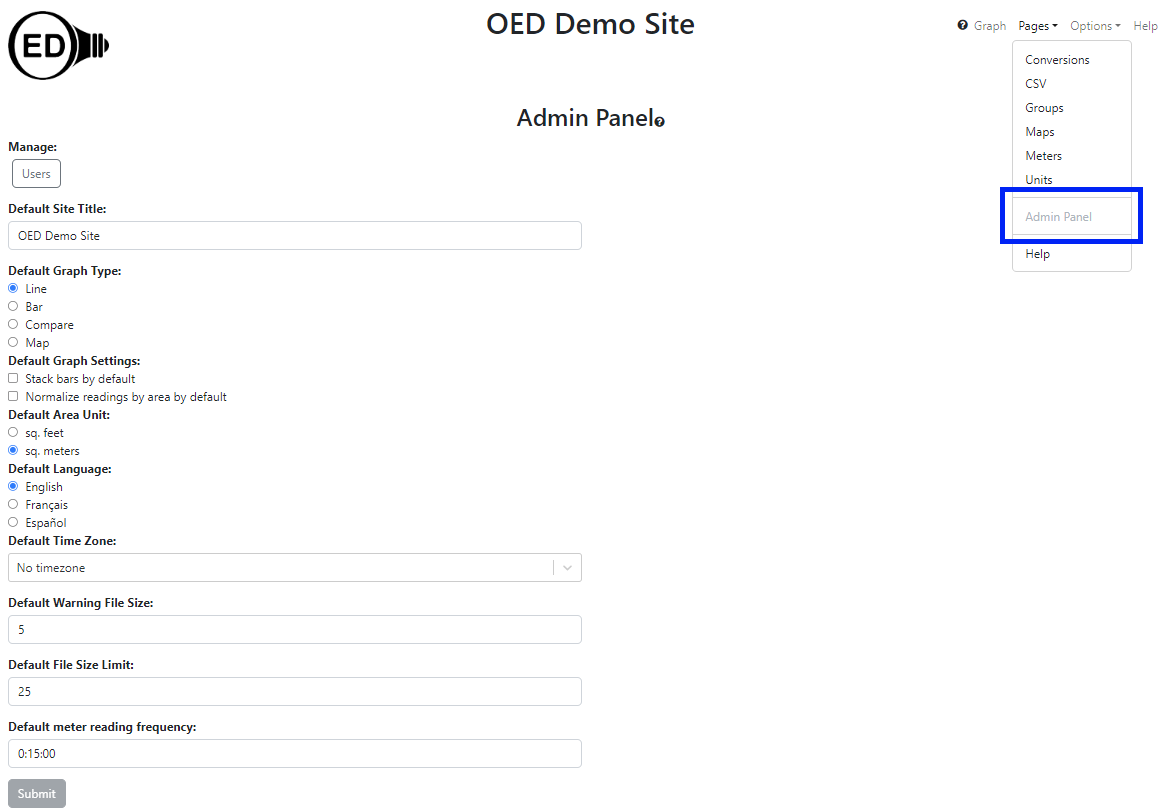 ED
OED Demo Site
Graph Pages Options Help
Conversions
CSV
Groups
Maps
Meters
Units
Admin Panel
Help
Admin Panel
Manage:
Users
Default Site Title:
OED Demo Site
Default Graph Type:
Line
Bar
Compare
Map
Default Graph Settings:
Stack bars by default
Normalize readings by area by default
Default Area Unit:
sq. feet
sq. meters
Default Language:
English
Français
Español
Default Time Zone:
No timezone
Default Warning File Size:
5
Default File Size Limit:
25
Default meter reading frequency:
0:15:00
Submit